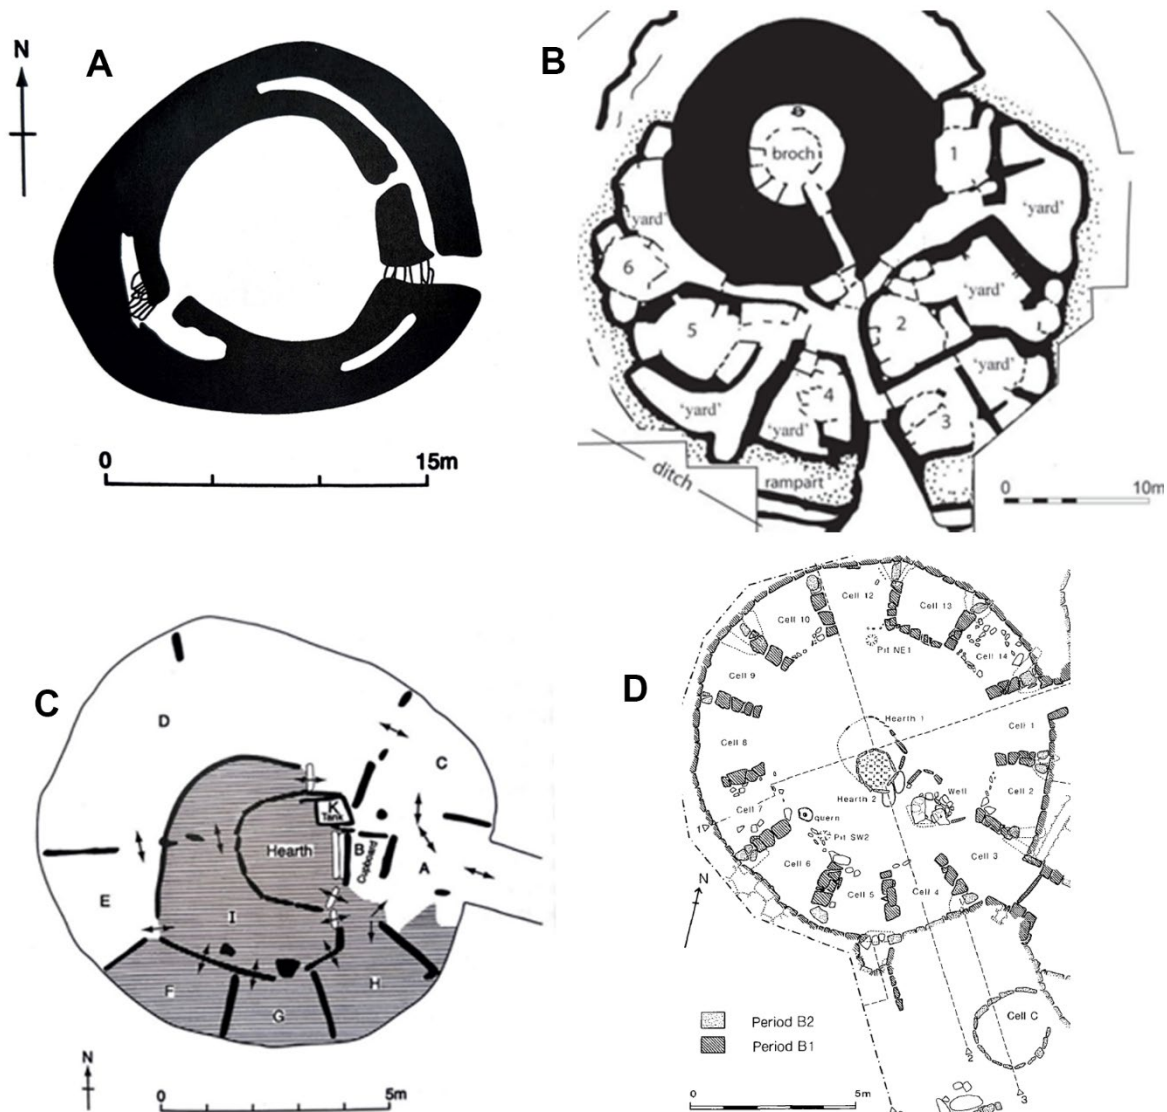 N
A
0 15m
B
broch
1
'yard'
'yard'
6
'yard'
5
2
'yard'
'yard'
4
'yard'
3
ditch
rampart
0 10m
C
D
C
K
Tank
Hearth
B
Cupboard
A
E
I
F
G
H
N
0 5m
D
Cell 12
Cell 13
Cell 10
Pit NE1
Cell 14
Cell 9
Hearth 1
Cell 1
Cell 8
Hearth 2
Well
Cell 2
Cell 7
quern
1
Pit SW2
Cell 3
Cell 6
Cell 5
Cell 4
N
Cell C
Period B2
Period B1
2
3
0 5m